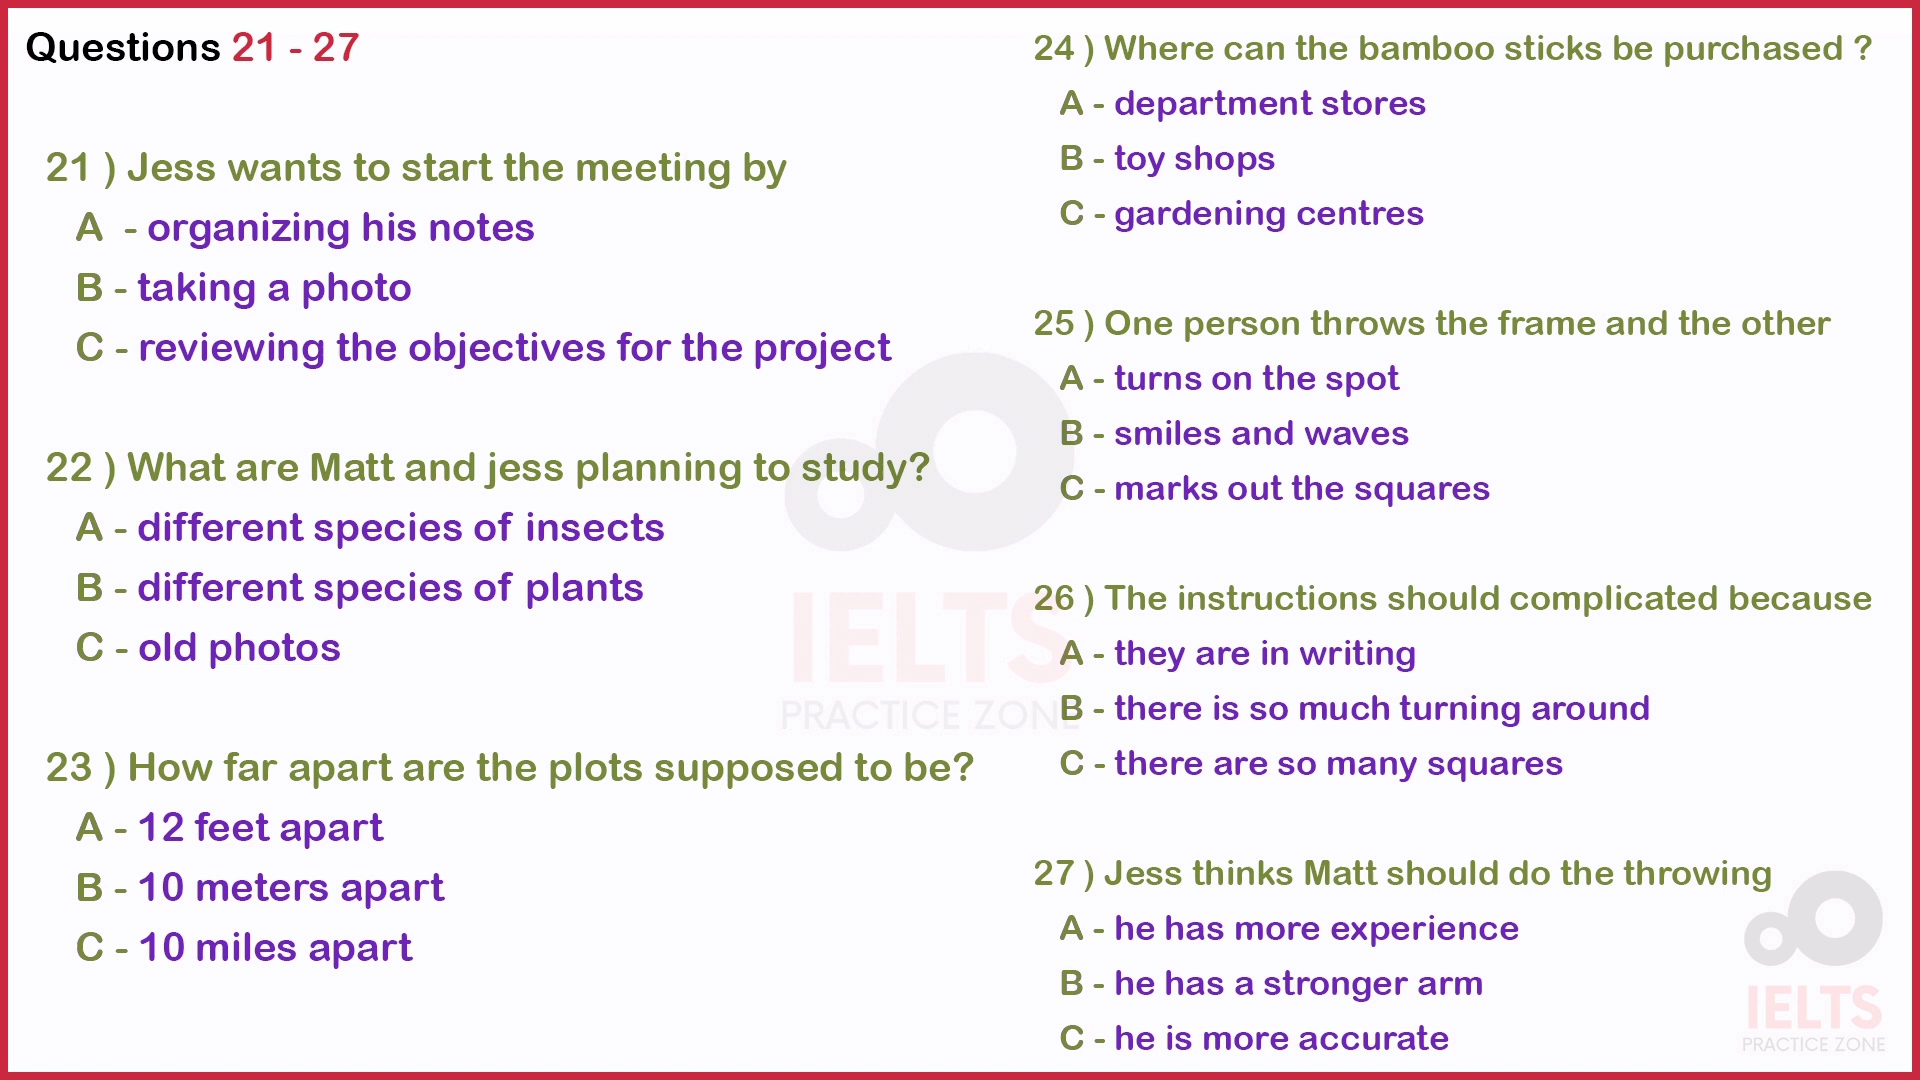 Questions 21 - 27
21 ) Jess wants to start the meeting by
A - organizing his notes
B - taking a photo
C - reviewing the objectives for the project
22 ) What are Matt and jess planning to study?
A - different species of insects
B - different species of plants
C - old photos
23 ) How far apart are the plots supposed to be?
A - 12 feet apart
B - 10 meters apart
C - 10 miles apart
24 ) Where can the bamboo sticks be purchased ?
A - department stores
B - toy shops
C - gardening centres
25 ) One person throws the frame and the other
A - turns on the spot
B - smiles and waves
C - marks out the squares
26 ) The instructions should complicated because
A - they are in writing
B - there is so much turning around
C - there are so many squares
27 ) Jess thinks Matt should do the throwing
A - he has more experience
B - he has a stronger arm
C - he is more accurate
IELTS
PRACTICE ZONE
IELTS
PRACTICE ZONE